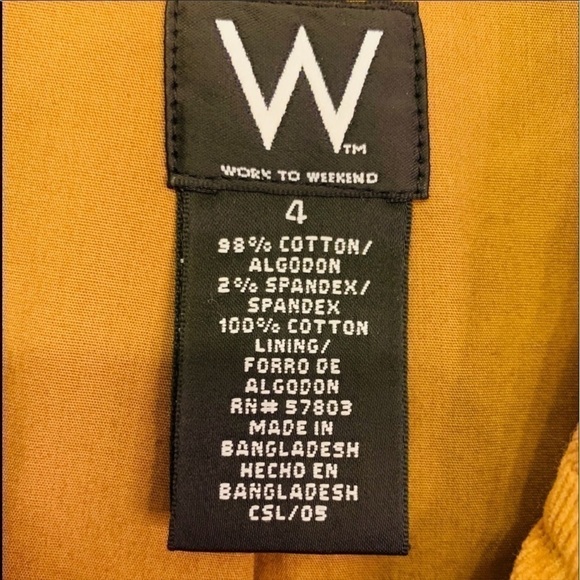 W
TM
WORK TO WEEKEND
4
98% COTTON/
ALGODON
2% SPANDEX/
SPANDEX
100% COTTON
LINING/
FORRO DE
ALGODON
RN# 57803
MADE IN
BANGLADESH
HECHO EN
BANGLADESH
CSL/05